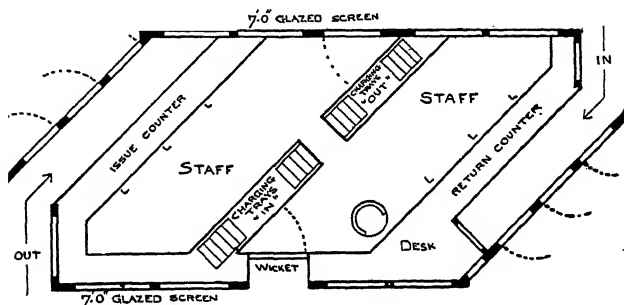 7'.0" GLAZED SCREEN
IN
CHARGING
TRAYS
"OUT"
STAFF
ISSUE COUNTER
RETURN COUNTER
STAFF
CHARGING
TRAYS
"IN"
OUT
DESK
WICKET
7'.0" GLAZED SCREEN